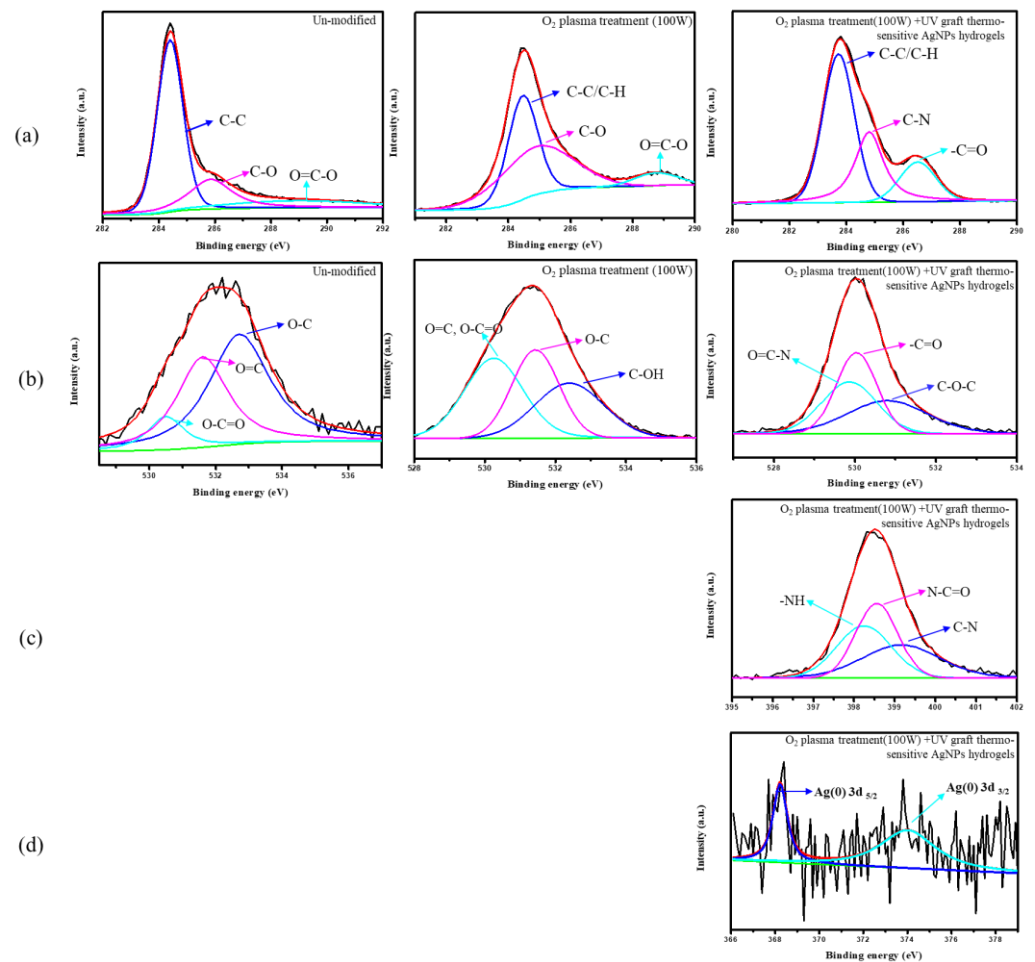 (a)
Un-modified
C-C
C-O
O=C-O
Intensity (a.u.)
282 284 286 288 290 292
Binding energy (eV)
O₂ plasma treatment (100W)
C-C/C-H
C-O
O=C-O
Intensity (a.u.)
282 284 286 288 290
Binding energy (eV)
O₂ plasma treatment(100W) +UV graft thermo-
sensitive AgNPs hydrogels
C-C/C-H
C-N
-C=O
Intensity (a.u.)
280 282 284 286 288 290
Binding energy (eV)
(b)
Un-modified
O-C
O=C
O-C=O
Intensity (a.u.)
530 532 534 536
Binding energy (eV)
O₂ plasma treatment (100W)
O=C, O-C=O
O-C
C-OH
Intensity (a.u.)
528 530 532 534 536
Binding energy (eV)
O₂ plasma treatment(100W) +UV graft thermo-
sensitive AgNPs hydrogels
-C=O
O=C-N
C-O-C
Intensity (a.u.)
528 530 532 534
Binding energy (eV)
(c)
O₂ plasma treatment(100W) +UV graft thermo-
sensitive AgNPs hydrogels
-NH
N-C=O
C-N
Intensity (a.u.)
395 396 397 398 399 400 401 402
Binding energy (eV)
(d)
O₂ plasma treatment(100W) +UV graft thermo-
sensitive AgNPs hydrogels
Ag(0) 3d 5/2
Ag(0) 3d 3/2
Intensity (a.u.)
366 368 370 372 374 376 378
Binding energy (eV)